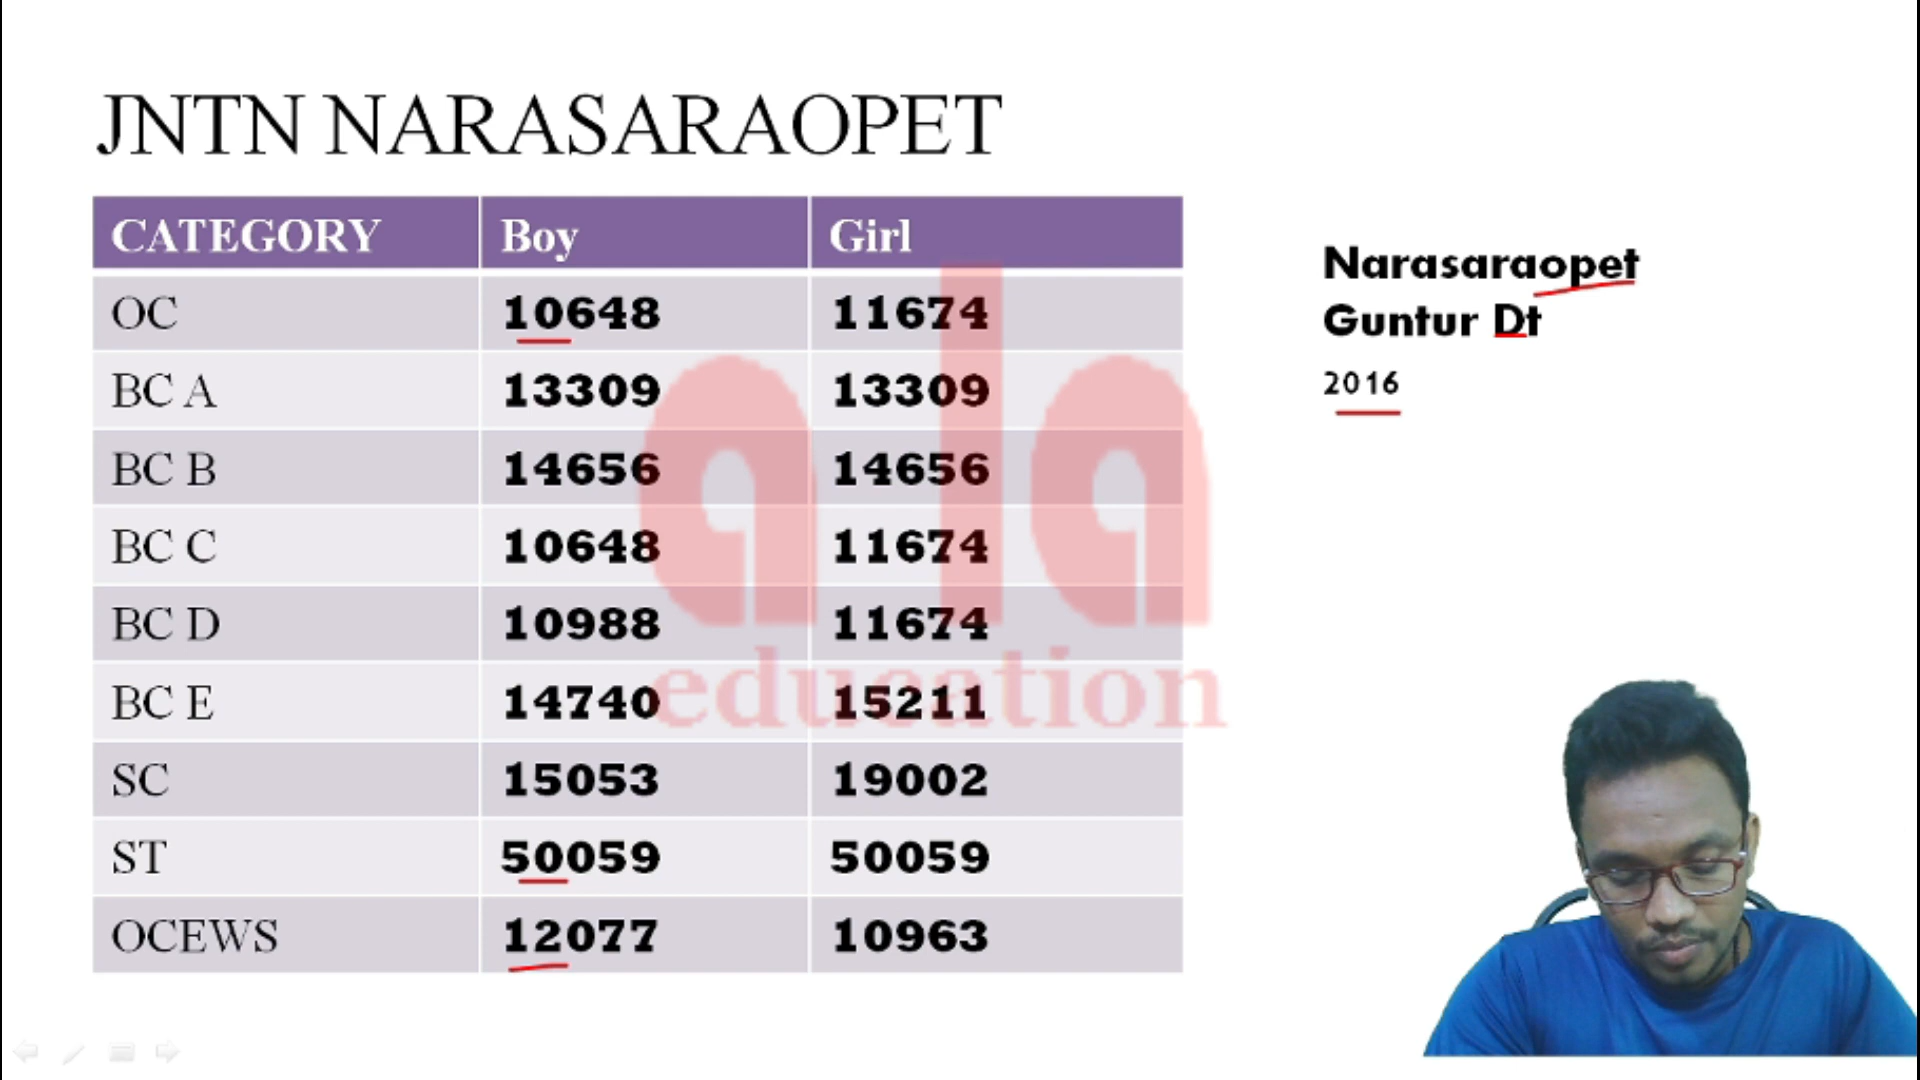 JNTN NARASARAOPET
CATEGORY Boy Girl
OC 10648 11674
BC A 13309 13309
BC B 14656 14656
BC C 10648 11674
BC D 10988 11674
BC E 14740 15211
SC 15053 19002
ST 50059 50059
OCEWS 12077 10963
Narasaraopet
Guntur Dt
2016
ala
education